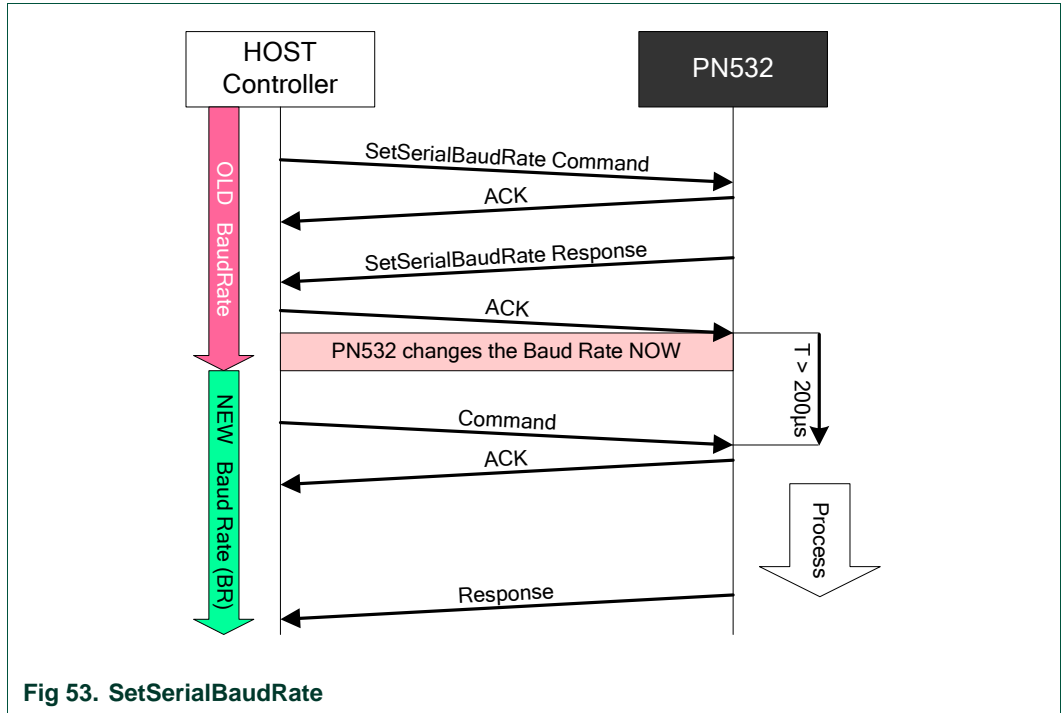 HOST
Controller
PN532
SetSerialBaudRate Command
ACK
SetSerialBaudRate Response
ACK
PN532 changes the Baud Rate NOW
OLD BaudRate
T > 200µs
Command
ACK
NEW Baud Rate (BR)
Process
Response
Fig 53. SetSerialBaudRate